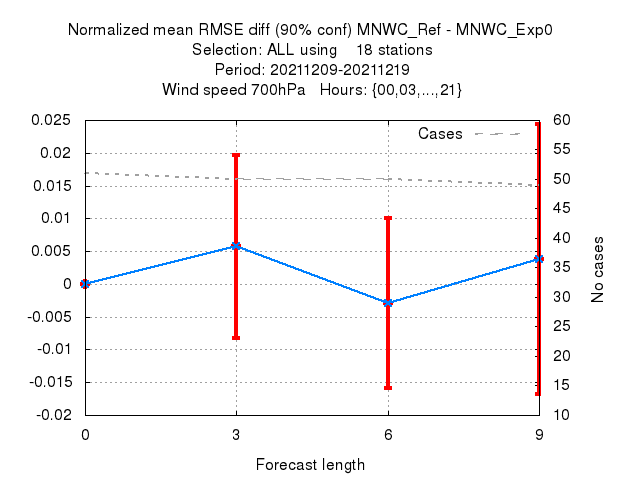 Normalized mean RMSE diff (90% conf) MNWC_Ref - MNWC_Exp0
Selection: ALL using    18 stations
Period: 20211209-20211219
Wind speed 700hPa   Hours: {00,03,...,21}
Cases
0.025
0.02
0.015
0.01
0.005
0
-0.005
-0.01
-0.015
-0.02
60
55
50
45
40
35
30
25
20
15
10
No cases
0 3 6 9
Forecast length